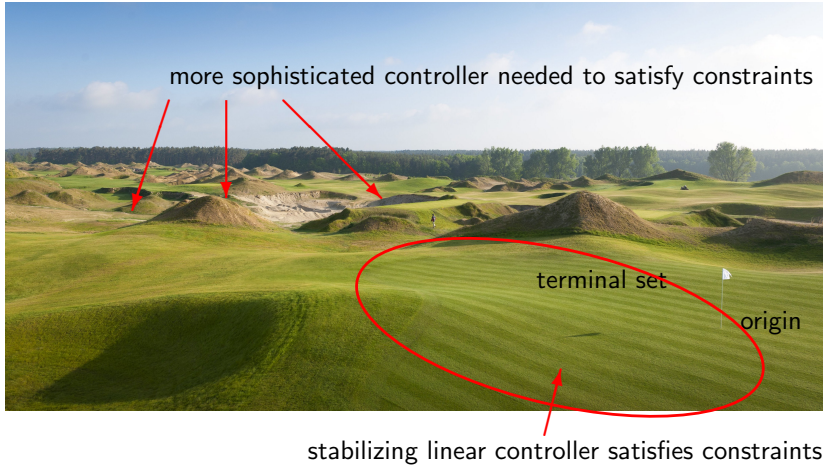 more sophisticated controller needed to satisfy constraints
terminal set
origin
stabilizing linear controller satisfies constraints